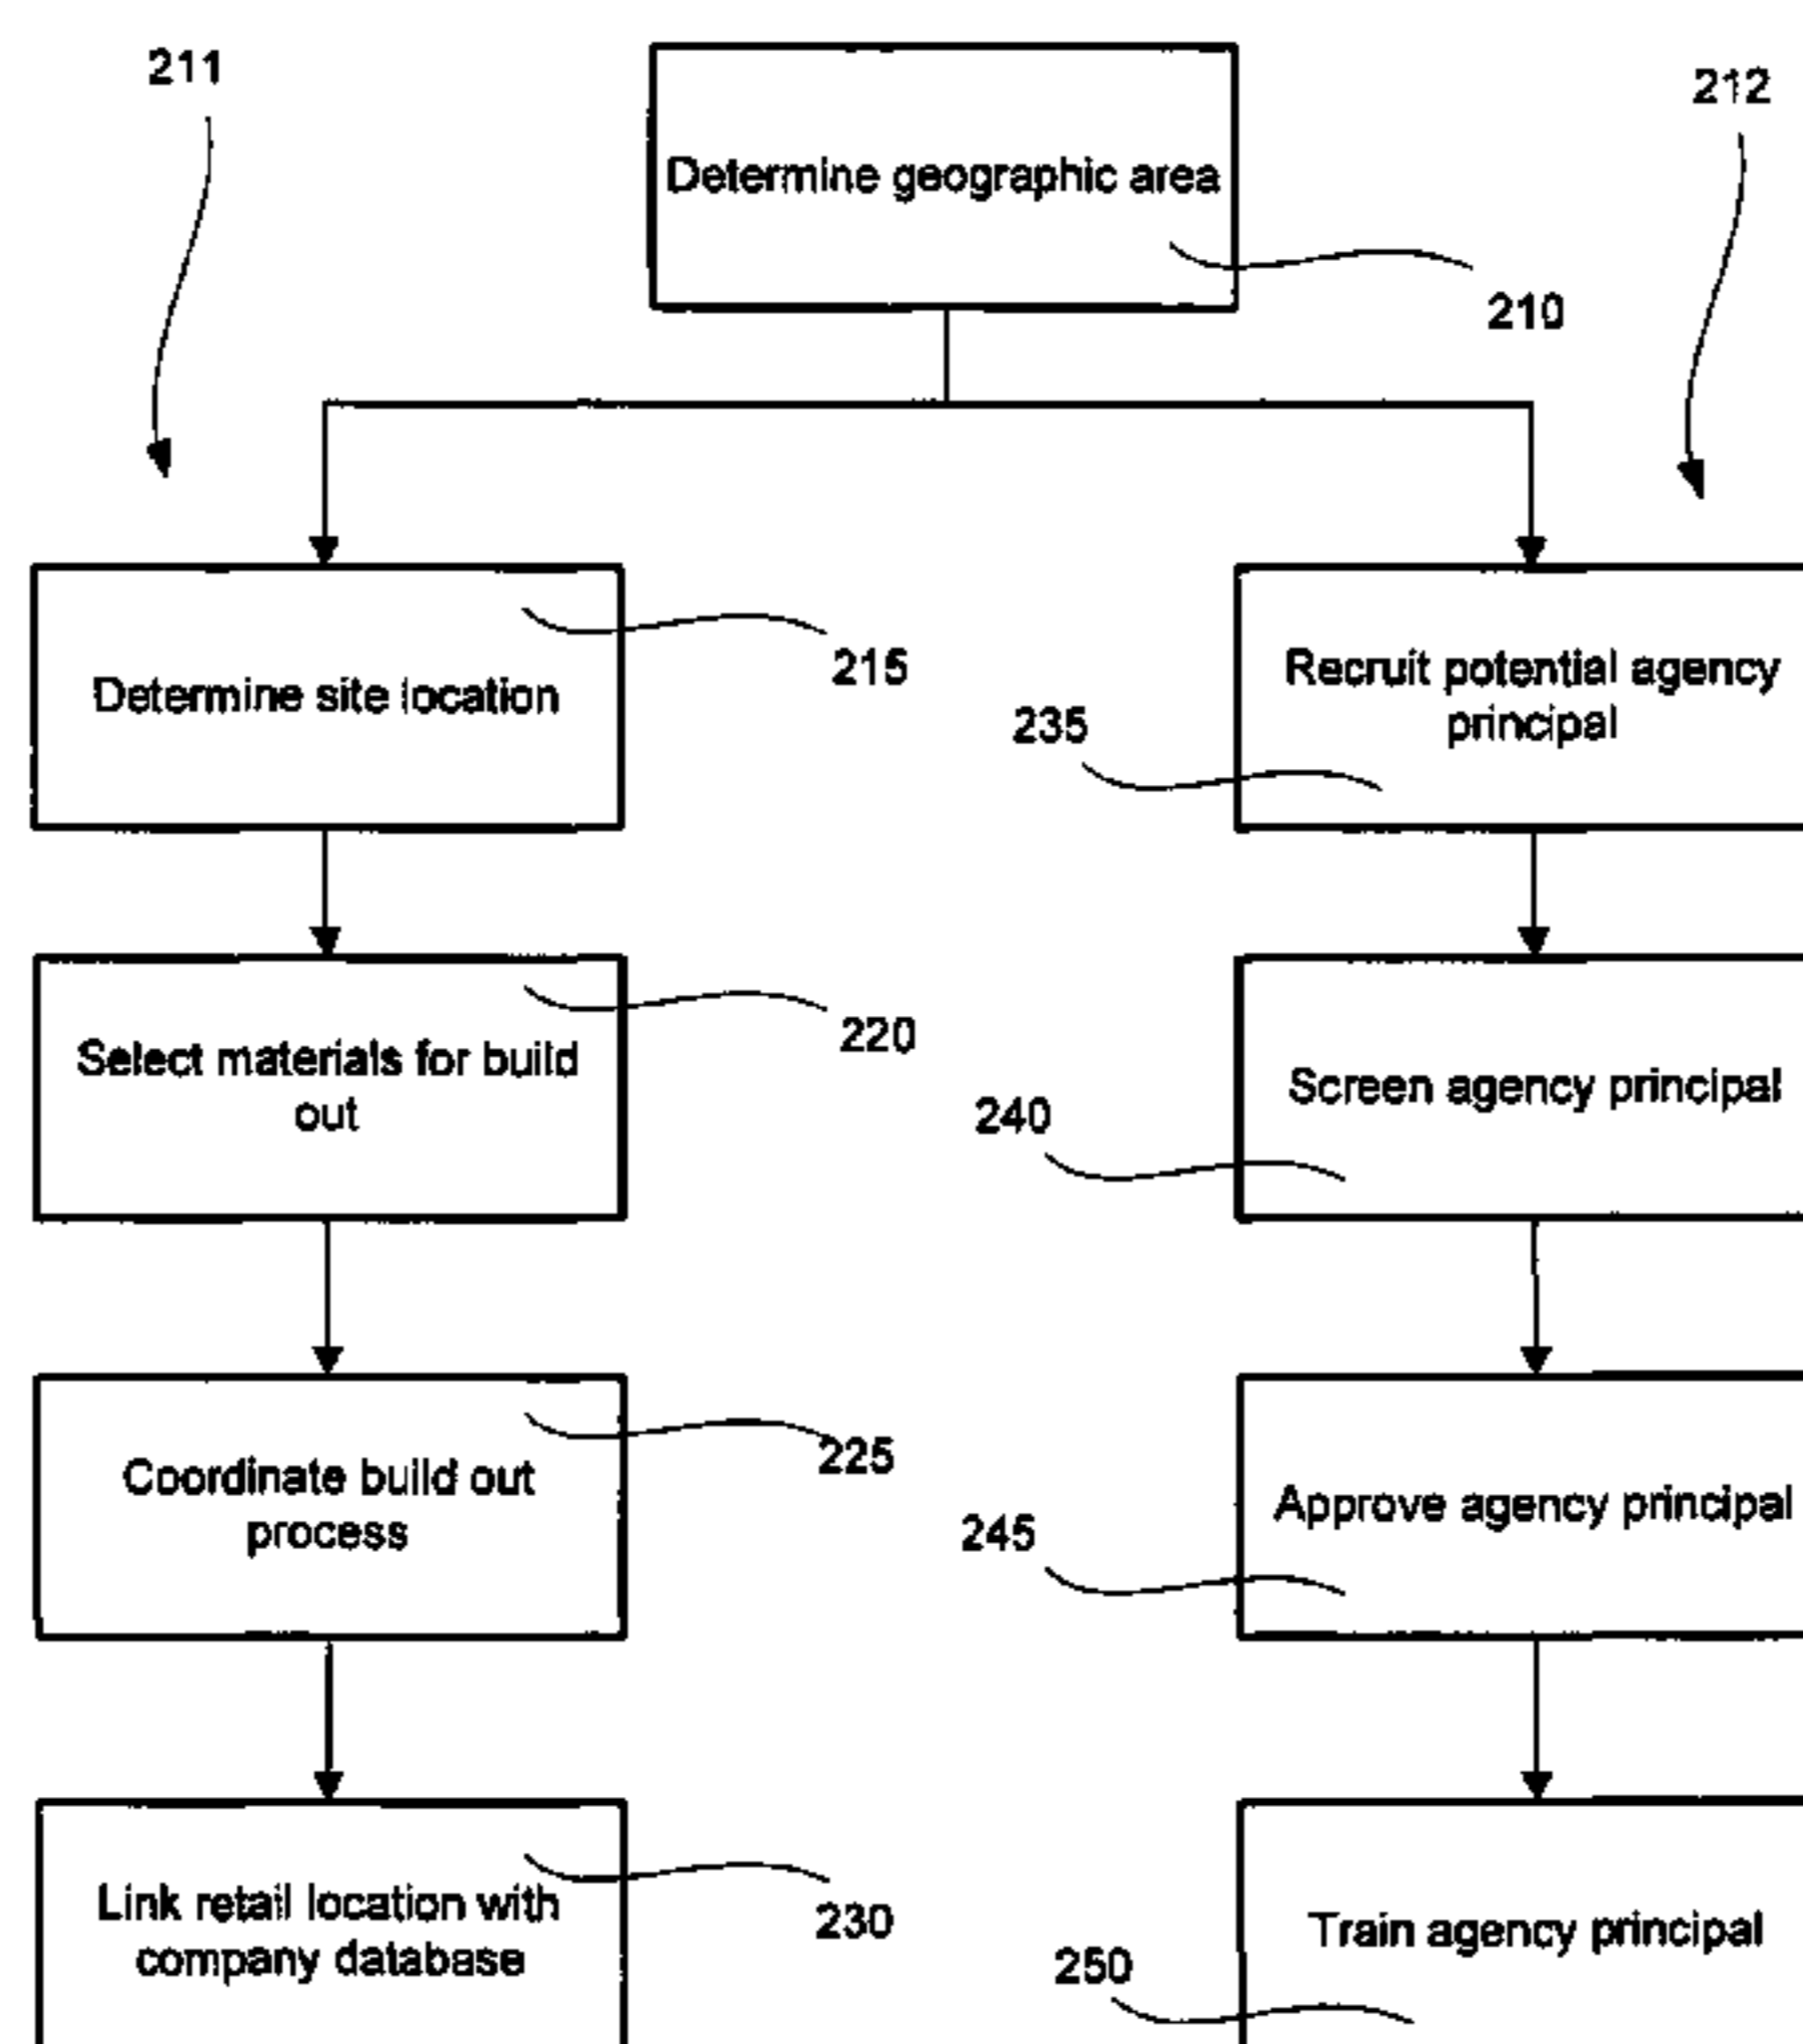 211
212
Determine geographic area
210
Determine site location
215
235
Recruit potential agency
principal
Select materials for build
out
220
240
Screen agency principal
Coordinate build out
process
225
245
Approve agency principal
Link retail location with
company database
230
250
Train agency principal